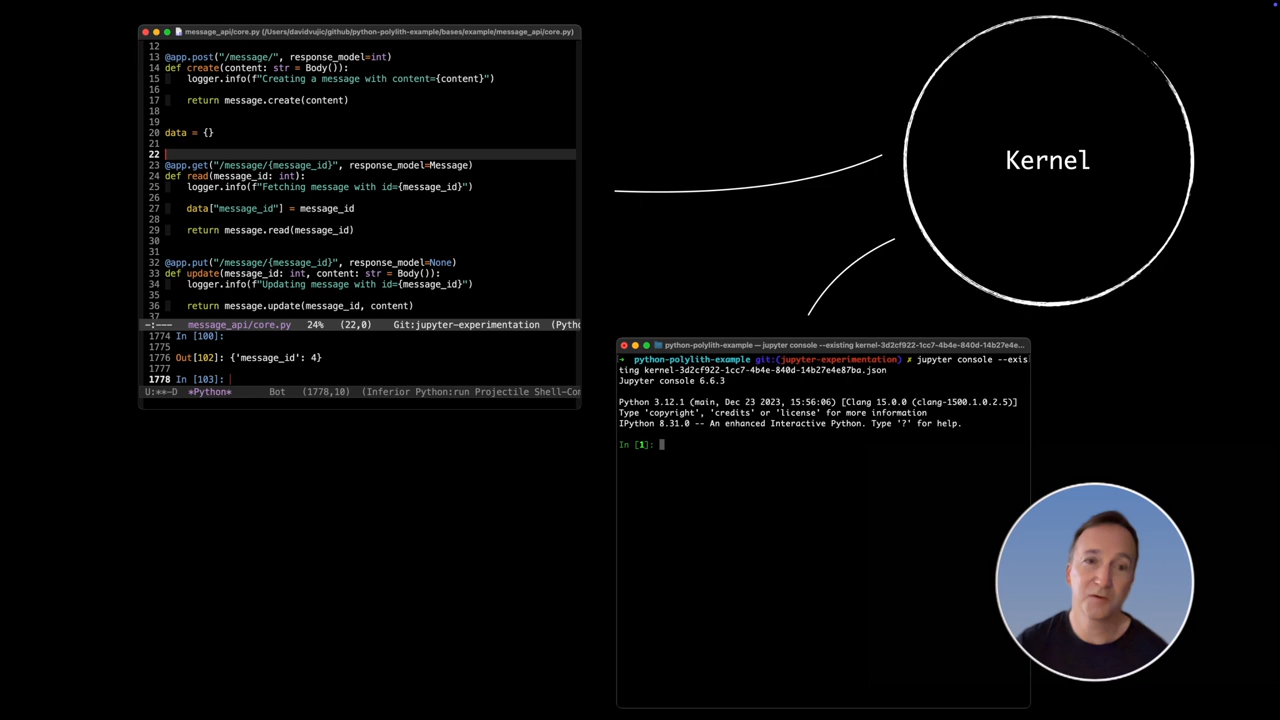 message_api/core.py (/Users/davidvujic/github/python-polylith-example/bases/example/message_api/core.py)
12
13 @app.post("/message/", response_model=int)
14 def create(content: str = Body()):
15 logger.info(f"Creating a message with content={content}")
16
17 return message.create(content)
18
19
20 data = {}
21
22
23 @app.get("/message/{message_id}", response_model=Message)
24 def read(message_id: int):
25 logger.info(f"Fetching message with id={message_id}")
26
27 data["message_id"] = message_id
28
29 return message.read(message_id)
30
31
32 @app.put("/message/{message_id}", response_model=None)
33 def update(message_id: int, content: str = Body()):
34 logger.info(f"Updating message with id={message_id}")
35
36 return message.update(message_id, content)
37
-:--- message_api/core.py 24% (22,0) Git:jupyter-experimentation (Pytho
1774 In [100]:
1775
1776 Out[102]: {'message_id': 4}
1777
1778 In [103]:
U:**-D *Python* Bot (1778,10) (Inferior Python:run Projectile Shell-Com
Kernel
python-polylith-example — jupyter console --existing kernel-3d2cf922-1cc7-4b4e-840d-14b27e4e...
➜ python-polylith-example git:(jupyter-experimentation) ✗ jupyter console --exis
ting kernel-3d2cf922-1cc7-4b4e-840d-14b27e4e87ba.json
Jupyter console 6.6.3
Python 3.12.1 (main, Dec 23 2023, 15:56:06) [Clang 15.0.0 (clang-1500.1.0.2.5)]
Type 'copyright', 'credits' or 'license' for more information
IPython 8.31.0 -- An enhanced Interactive Python. Type '?' for help.
In [1]: